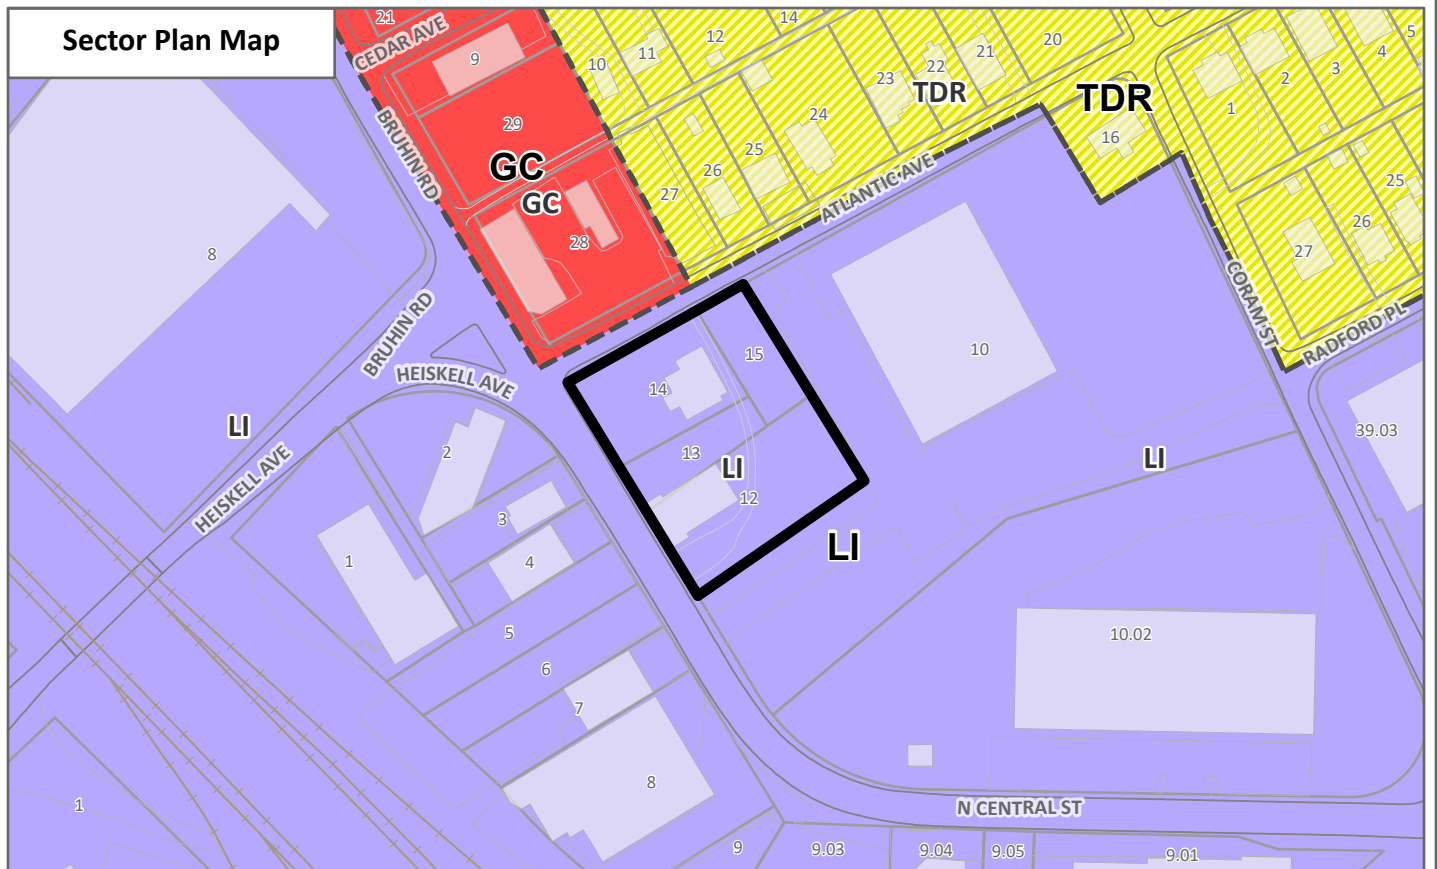 Sector Plan Map
21
CEDAR AVE
9
10
11
12
14
23
22
21
20
TDR
TDR
16
1
2
3
4
5
BRUHIN RD
29
GC
GC
28
24
25
26
27
ATLANTIC AVE
25
26
27
CORAM ST
RADFORD PL
8
BRUHIN RD
HEISKELL AVE
LI
HEISKELL AVE
14
15
13
LI
12
10
LI
39.03
LI
2
3
4
1
5
6
7
8
10.02
N CENTRAL ST
1
9
9.03
9.04
9.05
9.01